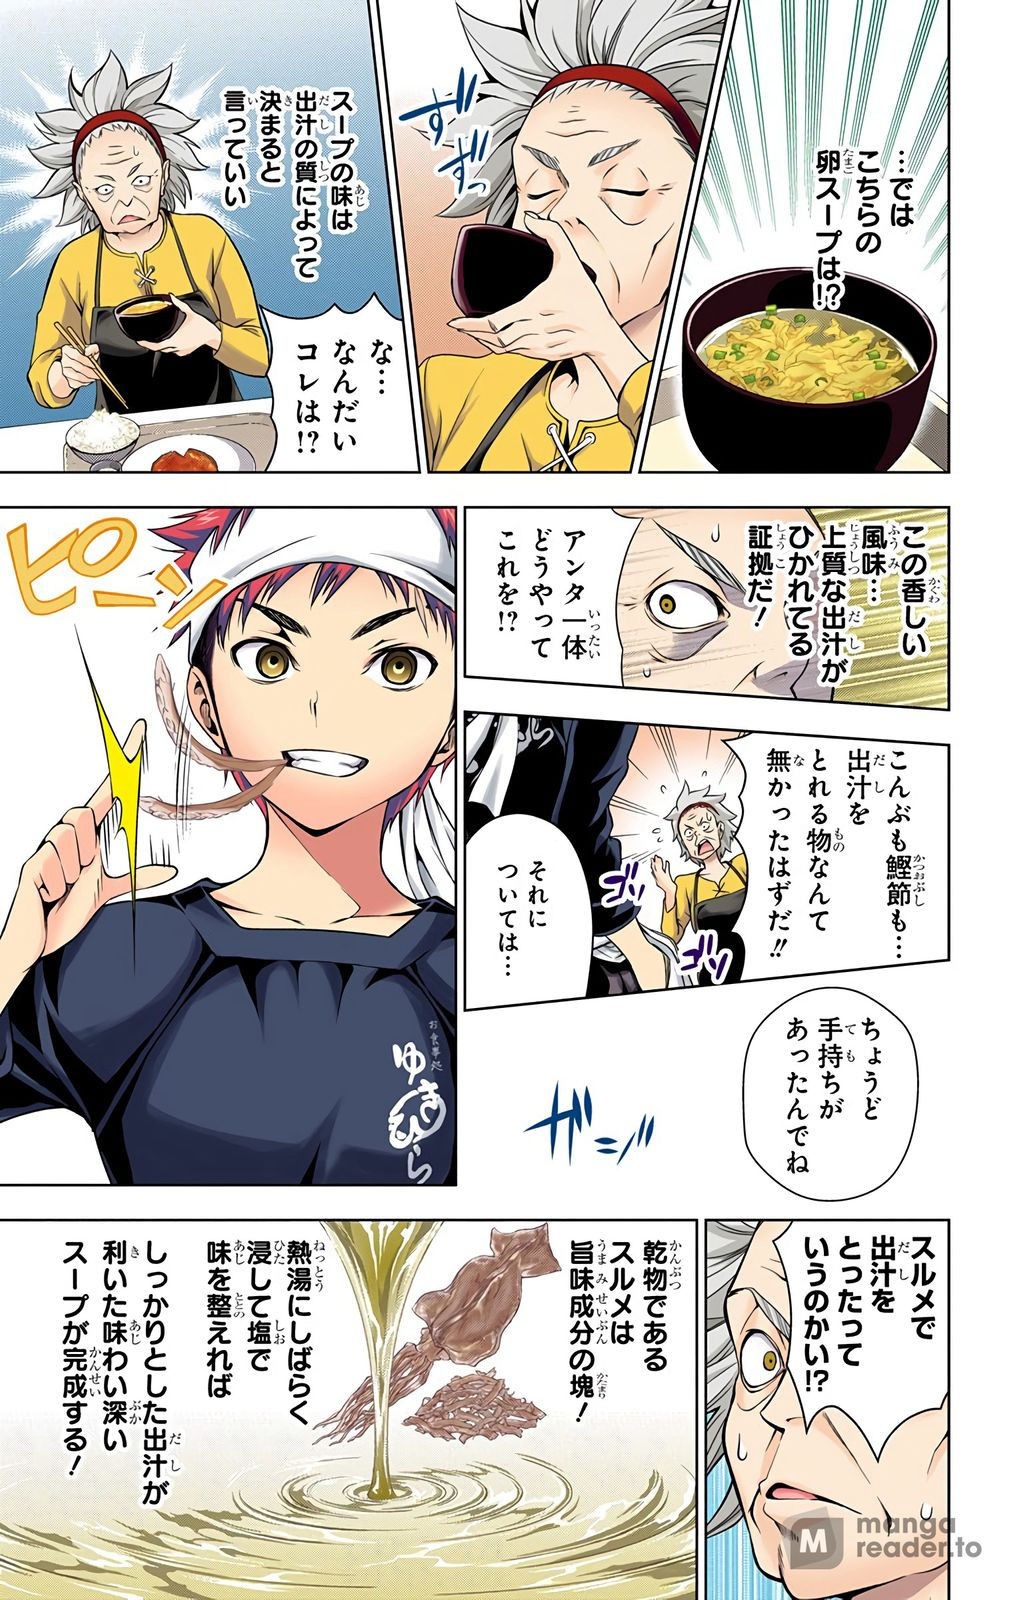 …では
こちらの
卵スープは!?
ずず
ずっ
スープの味は
出汁の質によって
決まると
言っていい
な…
なんだい
コレは!?
この香しい
風味…
上質な出汁が
ひかれてる
証拠だ!
アンタ一体
どうやって
これを!?
こんぶも鰹節も…
出汁を
とれる物なんて
無かったはずだ!!
ゴソ
ゴソ
それに
ついては…
ピーン
お食事処
ゆきひら
ちょうど
手持ちが
あったんでね
ガジガジ
スルメで
出汁を
とったって
いうのかい!?
乾物である
スルメは
旨味成分の塊!
熱湯にしばらく
浸して塩で
味を整えれば
しっかりとした出汁が
利いた味わい深い
スープが完成する!
manga
reader.to